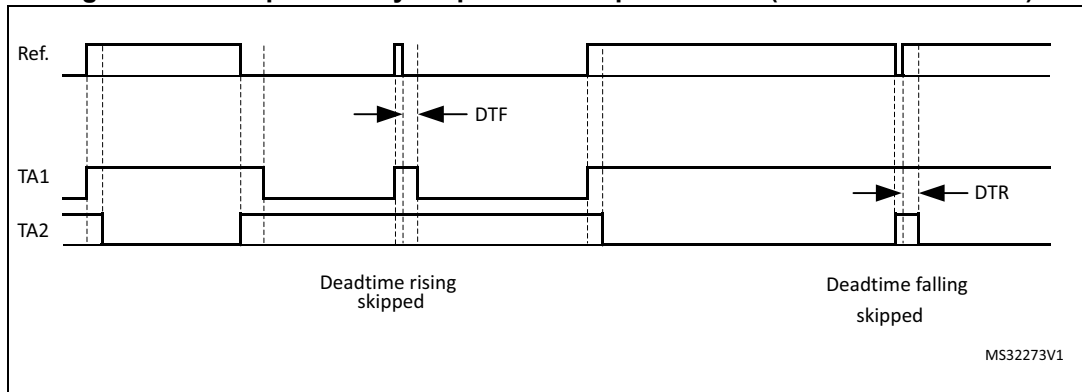 Ref.
DTF
TA1
DTR
TA2
Deadtime rising
skipped
Deadtime falling
skipped
MS32273V1